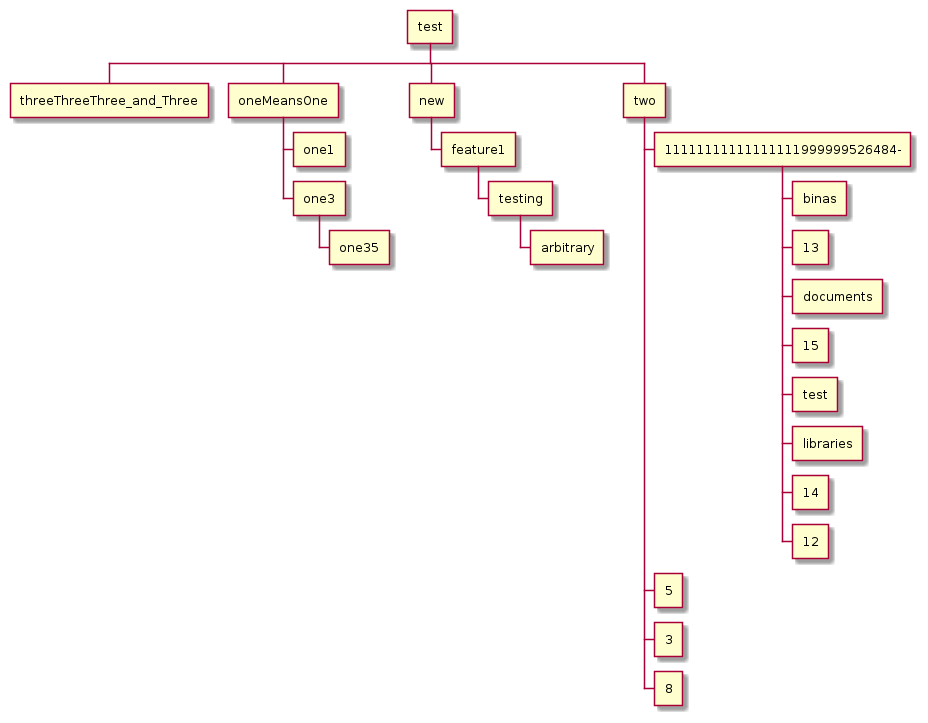 test
threeThreeThree_and_Three
oneMeansOne
new
two
one1
feature1
11111111111111111999999526484-
one3
testing
binas
one35
arbitrary
13
documents
15
test
libraries
14
12
5
3
8